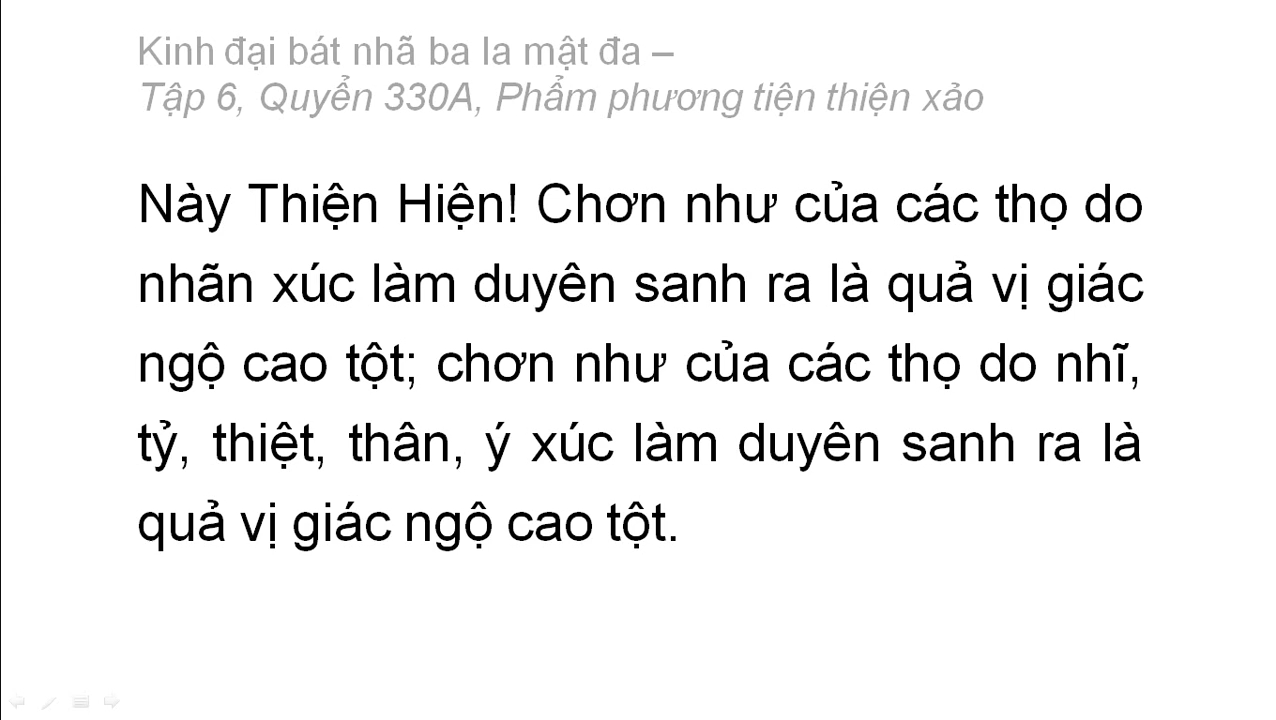 Kinh đại bát nhã ba la mật đa –
Tập 6, Quyển 330A, Phẩm phương tiện thiện xảo
Này Thiện Hiện! Chơn như của các thọ do
nhãn xúc làm duyên sanh ra là quả vị giác
ngộ cao tột; chơn như của các thọ do nhĩ,
tỷ, thiệt, thân, ý xúc làm duyên sanh ra là
quả vị giác ngộ cao tột.